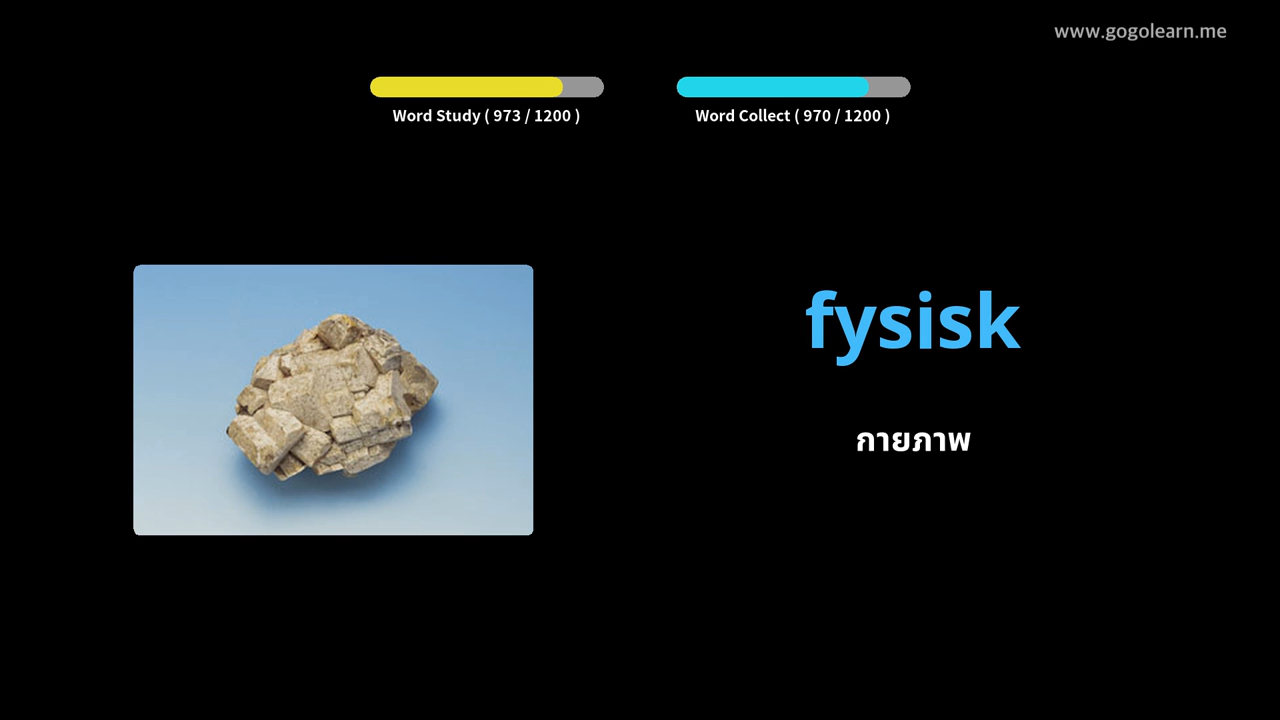 www.gogolearn.me
Word Study ( 973 / 1200 )
Word Collect ( 970 / 1200 )
fysisk
กายภาพ